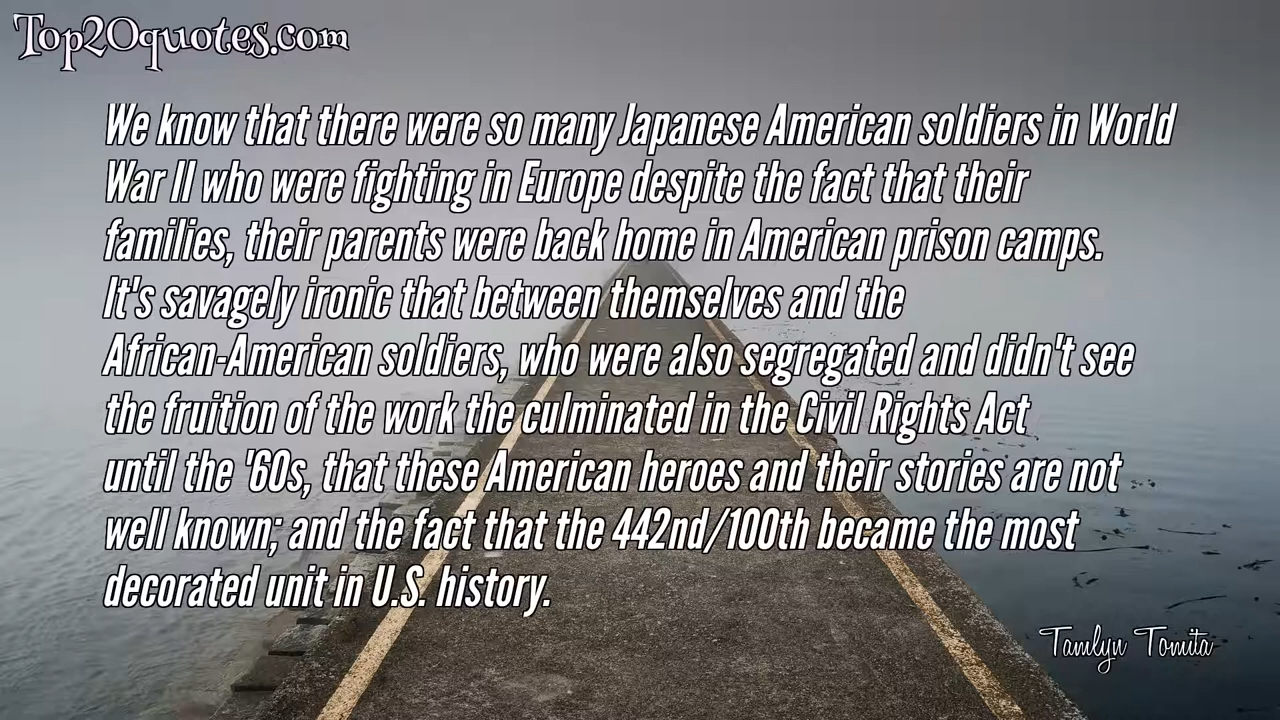 Top20quotes.com
We know that there were so many Japanese American soldiers in World
War II who were fighting in Europe despite the fact that their
families, their parents were back home in American prison camps.
It's savagely ironic that between themselves and the
African-American soldiers, who were also segregated and didn't see
the fruition of the work the culminated in the Civil Rights Act
until the '60s, that these American heroes and their stories are not
well known; and the fact that the 442nd/100th became the most
decorated unit in U.S. history.
Tamlyn Tomita